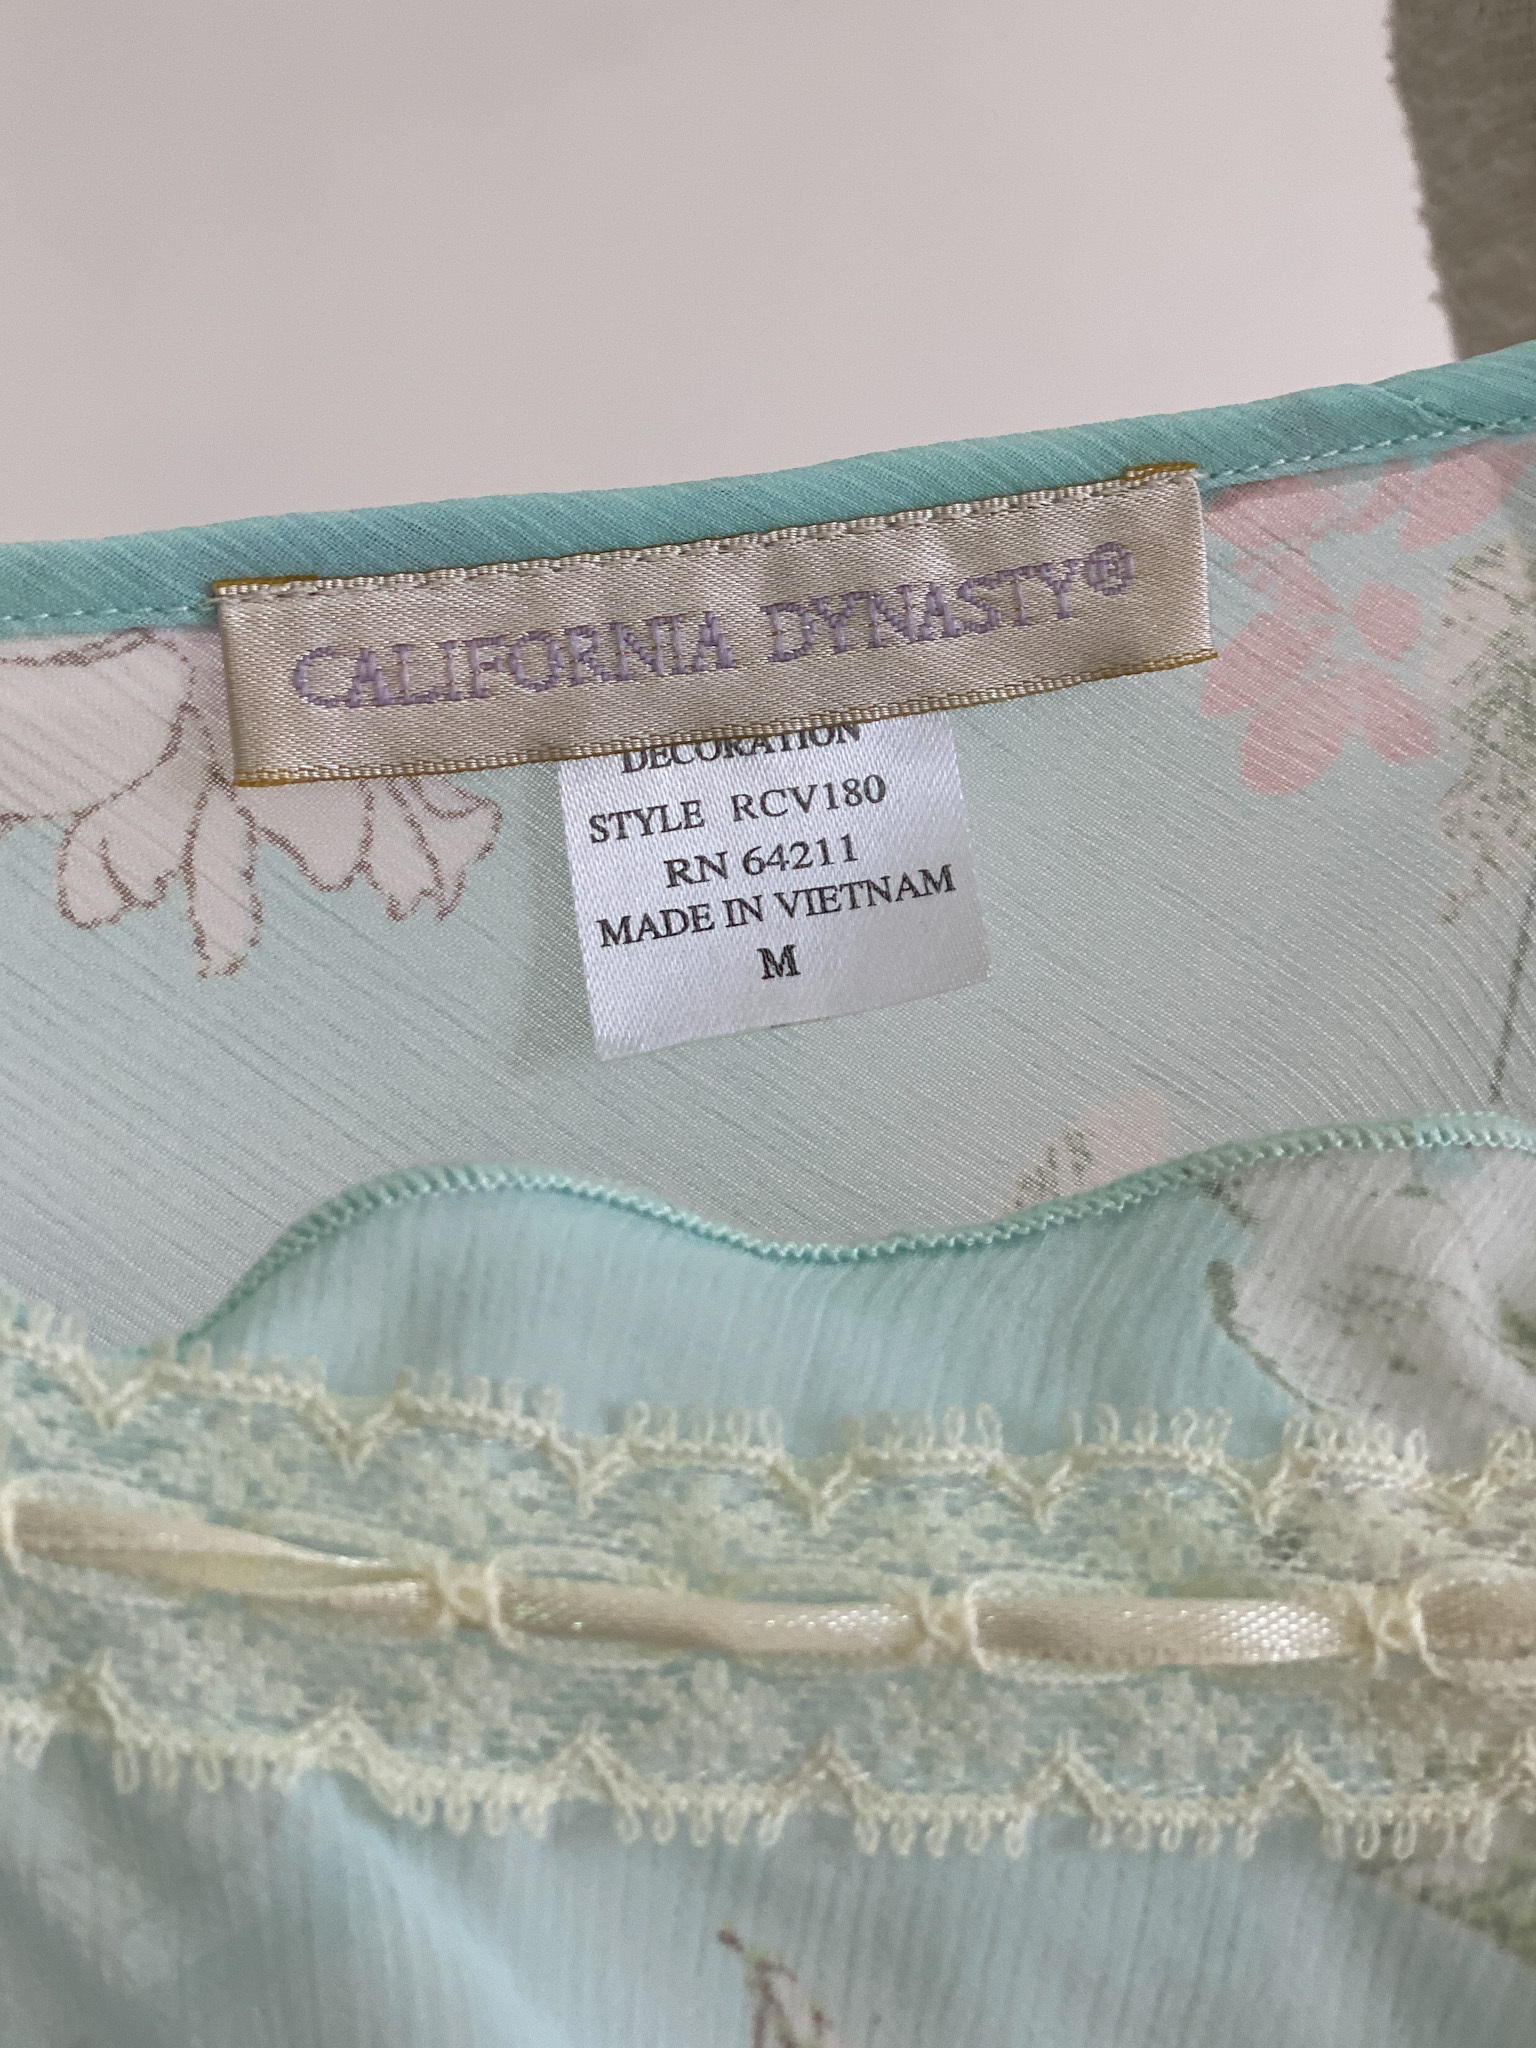 CALIFORNIA DYNASTY®
DECORATION
STYLE RCV180
RN 64211
MADE IN VIETNAM
M